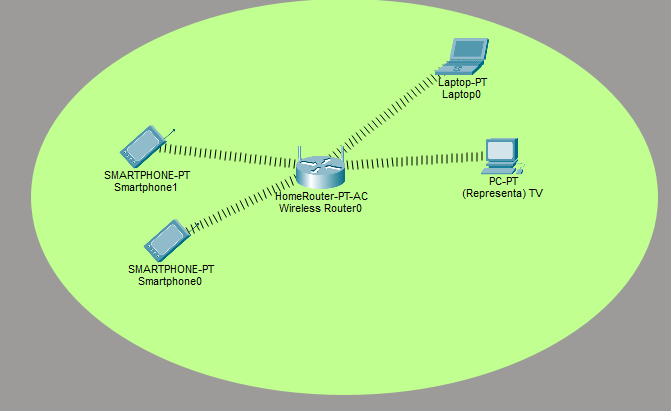 Laptop-PT
Laptop0
SMARTPHONE-PT
Smartphone1
PC-PT
(Representa) TV
HomeRouter-PT-AC
Wireless Router0
SMARTPHONE-PT
Smartphone0